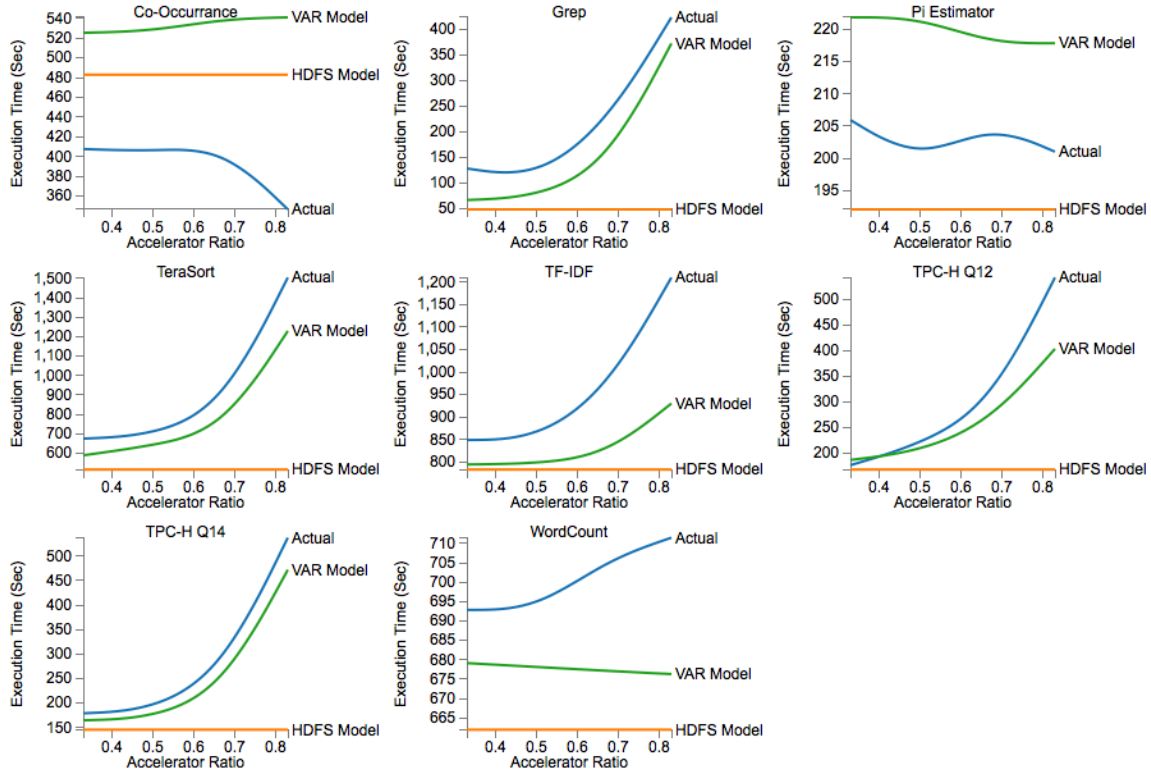 Co-Occurrance
Execution Time (Sec)
540
520
500
480
460
440
420
400
380
360
VAR Model
HDFS Model
Actual
0.4 0.5 0.6 0.7 0.8
Accelerator Ratio
Grep
Execution Time (Sec)
400
350
300
250
200
150
100
50
Actual
VAR Model
HDFS Model
0.4 0.5 0.6 0.7 0.8
Accelerator Ratio
Pi Estimator
Execution Time (Sec)
220
215
210
205
200
195
VAR Model
Actual
HDFS Model
0.4 0.5 0.6 0.7 0.8
Accelerator Ratio
TeraSort
Execution Time (Sec)
1,500
1,400
1,300
1,200
1,100
1,000
900
800
700
600
Actual
VAR Model
HDFS Model
0.4 0.5 0.6 0.7 0.8
Accelerator Ratio
TF-IDF
Execution Time (Sec)
1,200
1,150
1,100
1,050
1,000
950
900
850
800
Actual
VAR Model
HDFS Model
0.4 0.5 0.6 0.7 0.8
Accelerator Ratio
TPC-H Q12
Execution Time (Sec)
500
450
400
350
300
250
200
Actual
VAR Model
HDFS Model
0.4 0.5 0.6 0.7 0.8
Accelerator Ratio
TPC-H Q14
Execution Time (Sec)
500
450
400
350
300
250
200
150
Actual
VAR Model
HDFS Model
0.4 0.5 0.6 0.7 0.8
Accelerator Ratio
WordCount
Execution Time (Sec)
710
705
700
695
690
685
680
675
670
665
Actual
VAR Model
HDFS Model
0.4 0.5 0.6 0.7 0.8
Accelerator Ratio